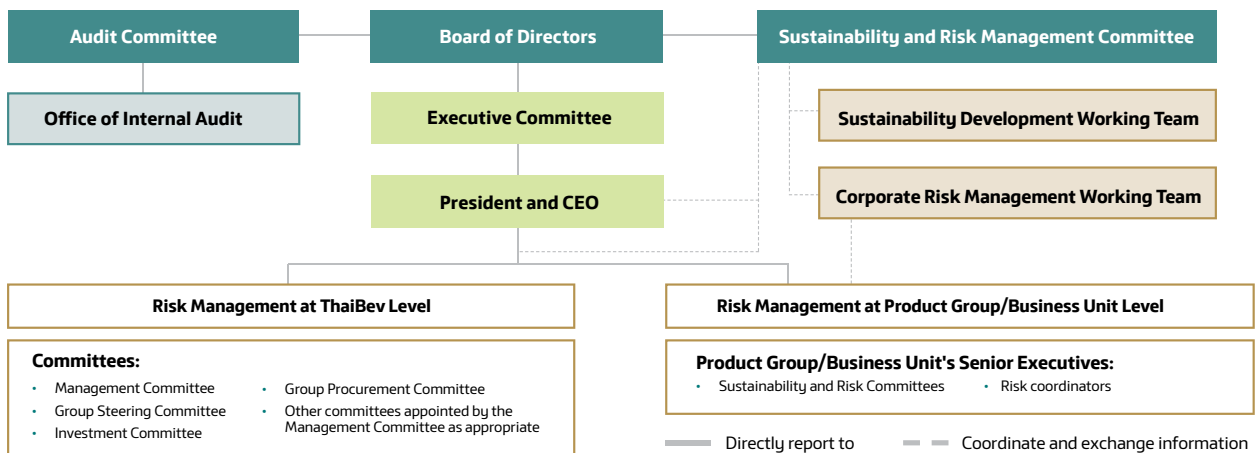 Audit Committee
Board of Directors
Sustainability and Risk Management Committee
Office of Internal Audit
Executive Committee
Sustainability Development Working Team
President and CEO
Corporate Risk Management Working Team
Risk Management at ThaiBev Level
Risk Management at Product Group/Business Unit Level
Committees:
• Management Committee
• Group Steering Committee
• Investment Committee
• Group Procurement Committee
• Other committees appointed by the
Management Committee as appropriate
Product Group/Business Unit's Senior Executives:
• Sustainability and Risk Committees
• Risk coordinators
Directly report to
Coordinate and exchange information